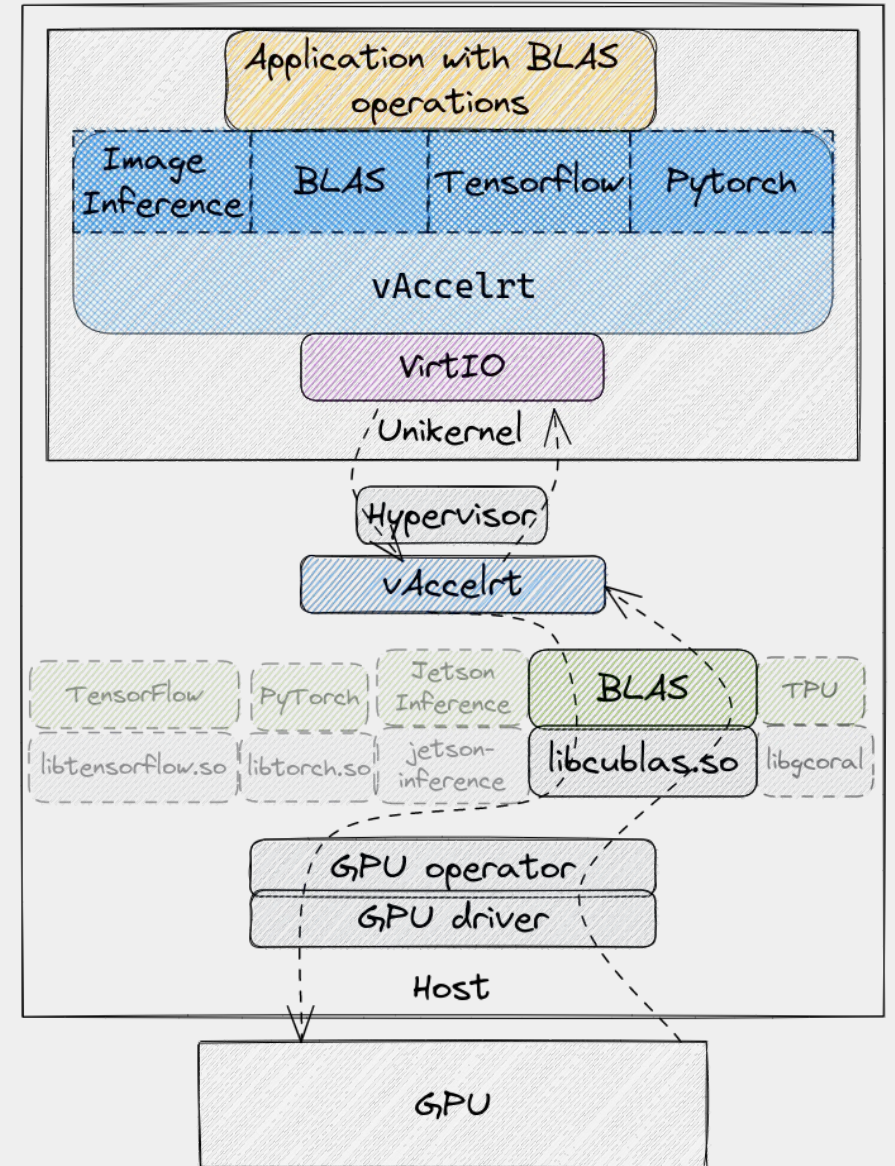 Application with BLAS
operations
Image
Inference
BLAS
Tensorflow
Pytorch
vAccelrt
VirtIO
Unikernel
Hypervisor
vAccelrt
TensorFlow
PyTorch
Jetson
Inference
BLAS
TPU
libtensorflow.so
libtorch.so
jetson-
inference
libcublas.so
libgcoral
GPU operator
GPU driver
Host
GPU